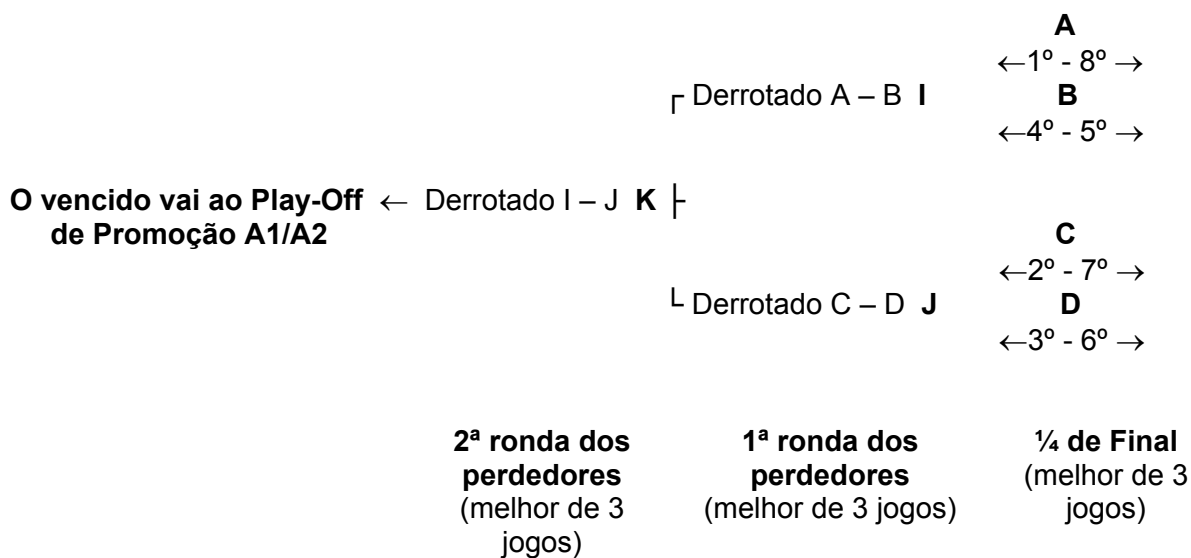 A
←1º - 8º →
┌ Derrotado A – B I
B
←4º - 5º →
O vencido vai ao Play-Off ← Derrotado I – J K ├
de Promoção A1/A2
C
←2º - 7º →
└ Derrotado C – D J
D
←3º - 6º →
2ª ronda dos
perdedores
(melhor de 3
jogos)
1ª ronda dos
perdedores
(melhor de 3 jogos)
¼ de Final
(melhor de 3
jogos)